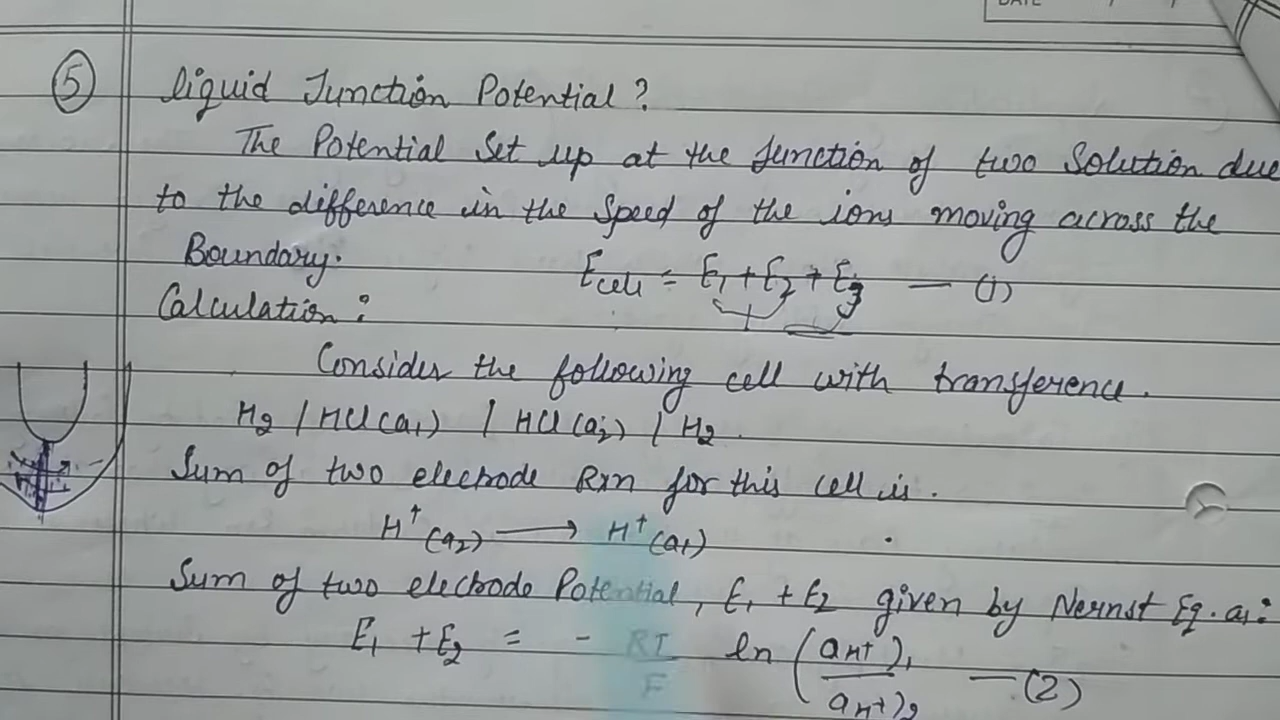 DATE
5 liquid Junction Potential?
The Potential Set up at the Junction of two Solution due
to the difference in the Speed of the ions moving across the
Boundary.
Ecell = E₁ + E₂ + Ej — (1)
Calculation:
Consider the following cell with transference.
H₂ | HCl (a₁) | HCl (a₂) | H₂.
Sum of two electrode Rxn for this cell is.
H⁺(a₂) → H⁺(a₁)
Sum of two electrode Potential, E₁ + E₂ given by Nernst Eq. as:
E₁ + E₂ = - RT/F ln (aH⁺)₁/(aH⁺)₂ — (2)